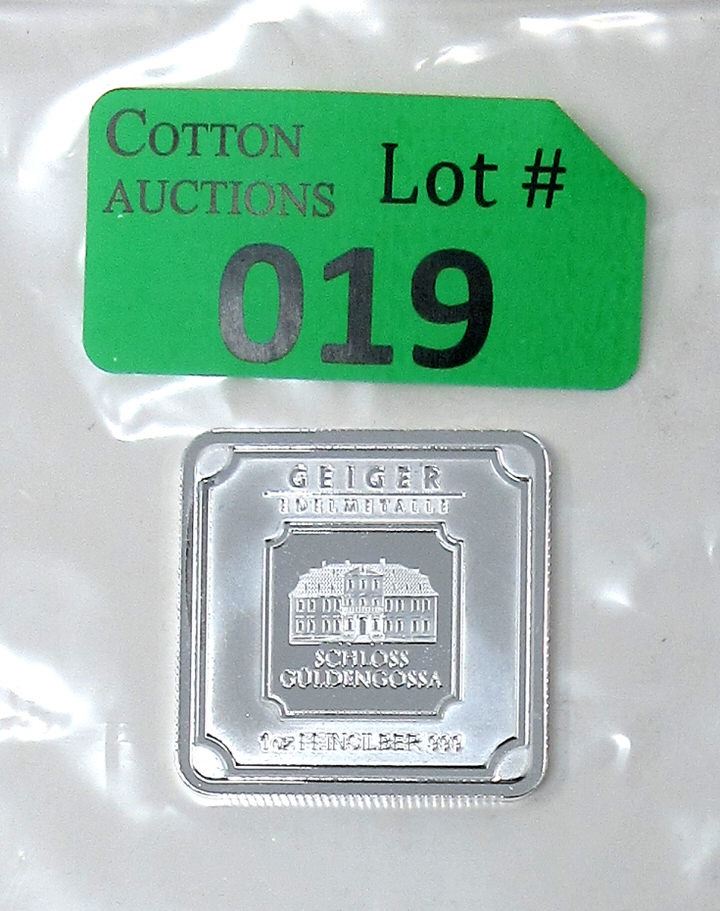 COTTON
AUCTIONS
Lot #
019
GEIGER
EDELMETALLE
SCHLOSS
GÜLDENGOSSA
1 oz FEINSILBER 999